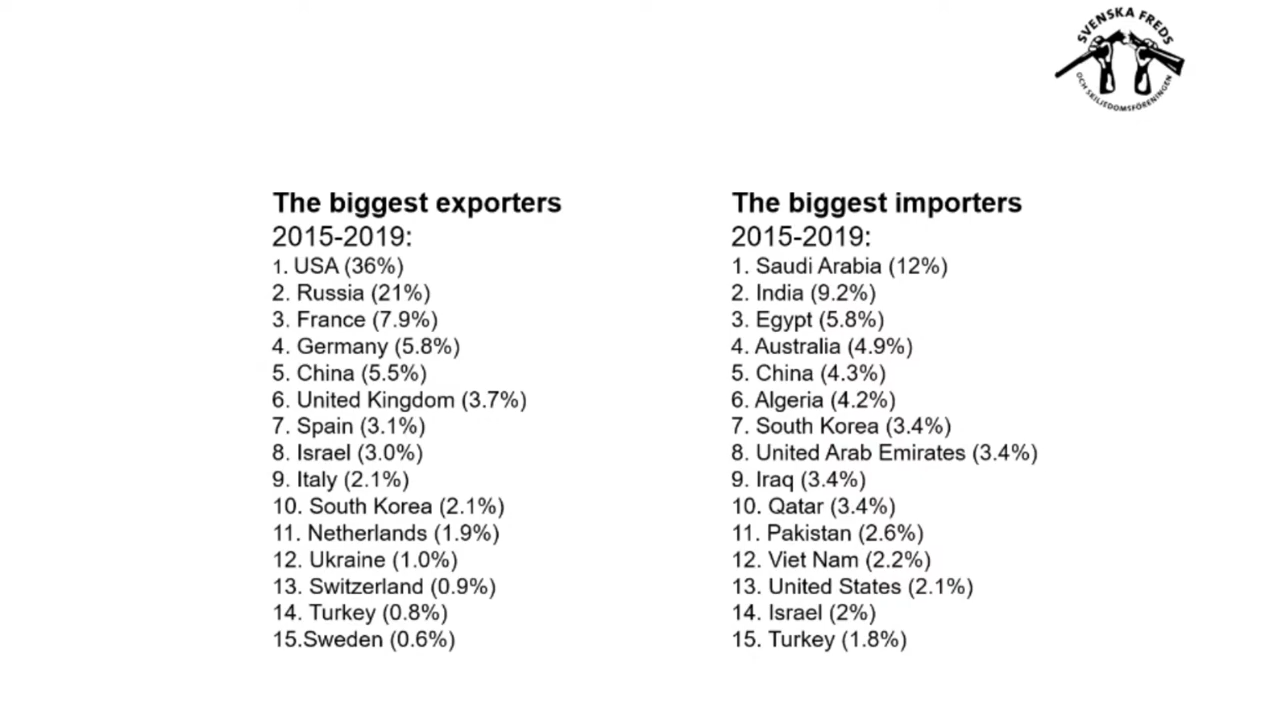 SVENSKA FREDS
OCH SKILJEDOMSFÖRENINGEN
The biggest exporters
2015-2019:
1. USA (36%)
2. Russia (21%)
3. France (7.9%)
4. Germany (5.8%)
5. China (5.5%)
6. United Kingdom (3.7%)
7. Spain (3.1%)
8. Israel (3.0%)
9. Italy (2.1%)
10. South Korea (2.1%)
11. Netherlands (1.9%)
12. Ukraine (1.0%)
13. Switzerland (0.9%)
14. Turkey (0.8%)
15.Sweden (0.6%)
The biggest importers
2015-2019:
1. Saudi Arabia (12%)
2. India (9.2%)
3. Egypt (5.8%)
4. Australia (4.9%)
5. China (4.3%)
6. Algeria (4.2%)
7. South Korea (3.4%)
8. United Arab Emirates (3.4%)
9. Iraq (3.4%)
10. Qatar (3.4%)
11. Pakistan (2.6%)
12. Viet Nam (2.2%)
13. United States (2.1%)
14. Israel (2%)
15. Turkey (1.8%)